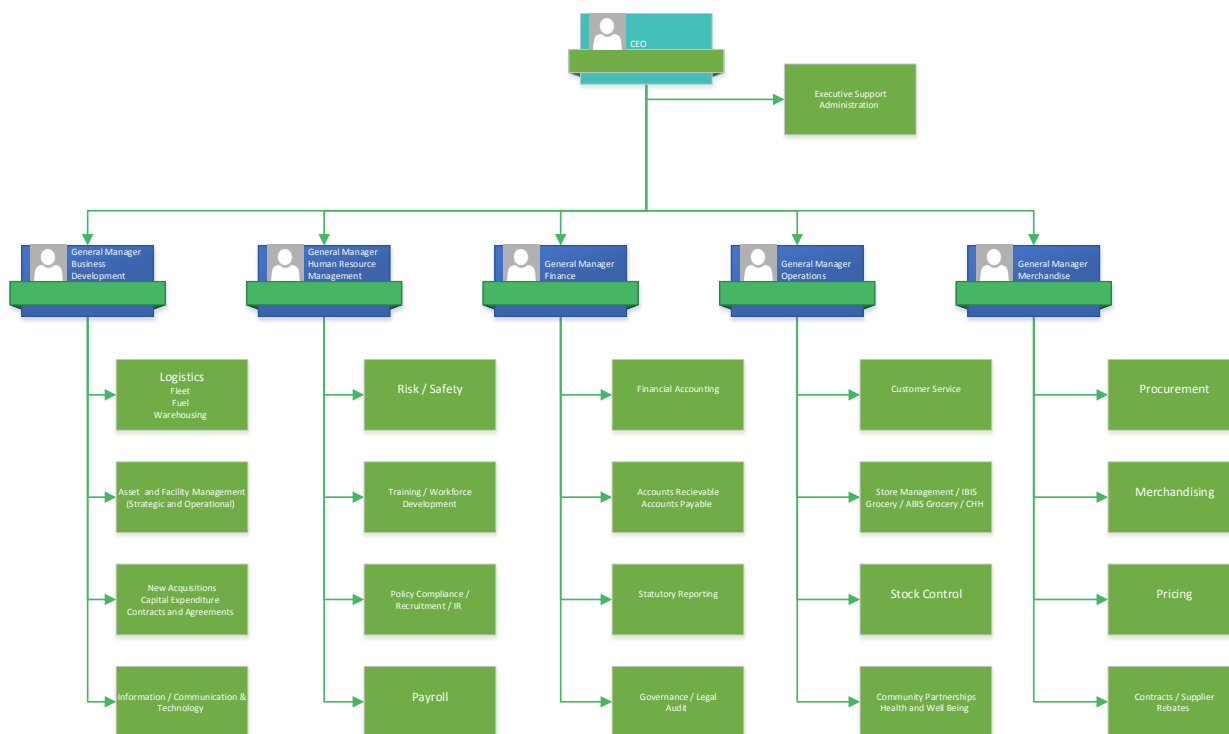 CEO
Executive Support
Administration
General Manager
Business
Development
General Manager
Human Resource
Management
General Manager
Finance
General Manager
Operations
General Manager
Merchandise
Logistics
Fleet
Fuel
Warehousing
Risk / Safety
Financial Accounting
Customer Service
Procurement
Asset and Facility Management
(Strategic and Operational)
Training / Workforce
Development
Accounts Recievable
Accounts Payable
Store Management / IBIS
Grocery / ABIS Grocery / CHH
Merchandising
New Acquisitions
Capital Expenditure
Contracts and Agreements
Policy Compliance /
Recruitment / IR
Statutory Reporting
Stock Control
Pricing
Information / Communication &
Technology
Payroll
Governance / Legal
Audit
Community Partnerships
Health and Well Being
Contracts / Supplier
Rebates